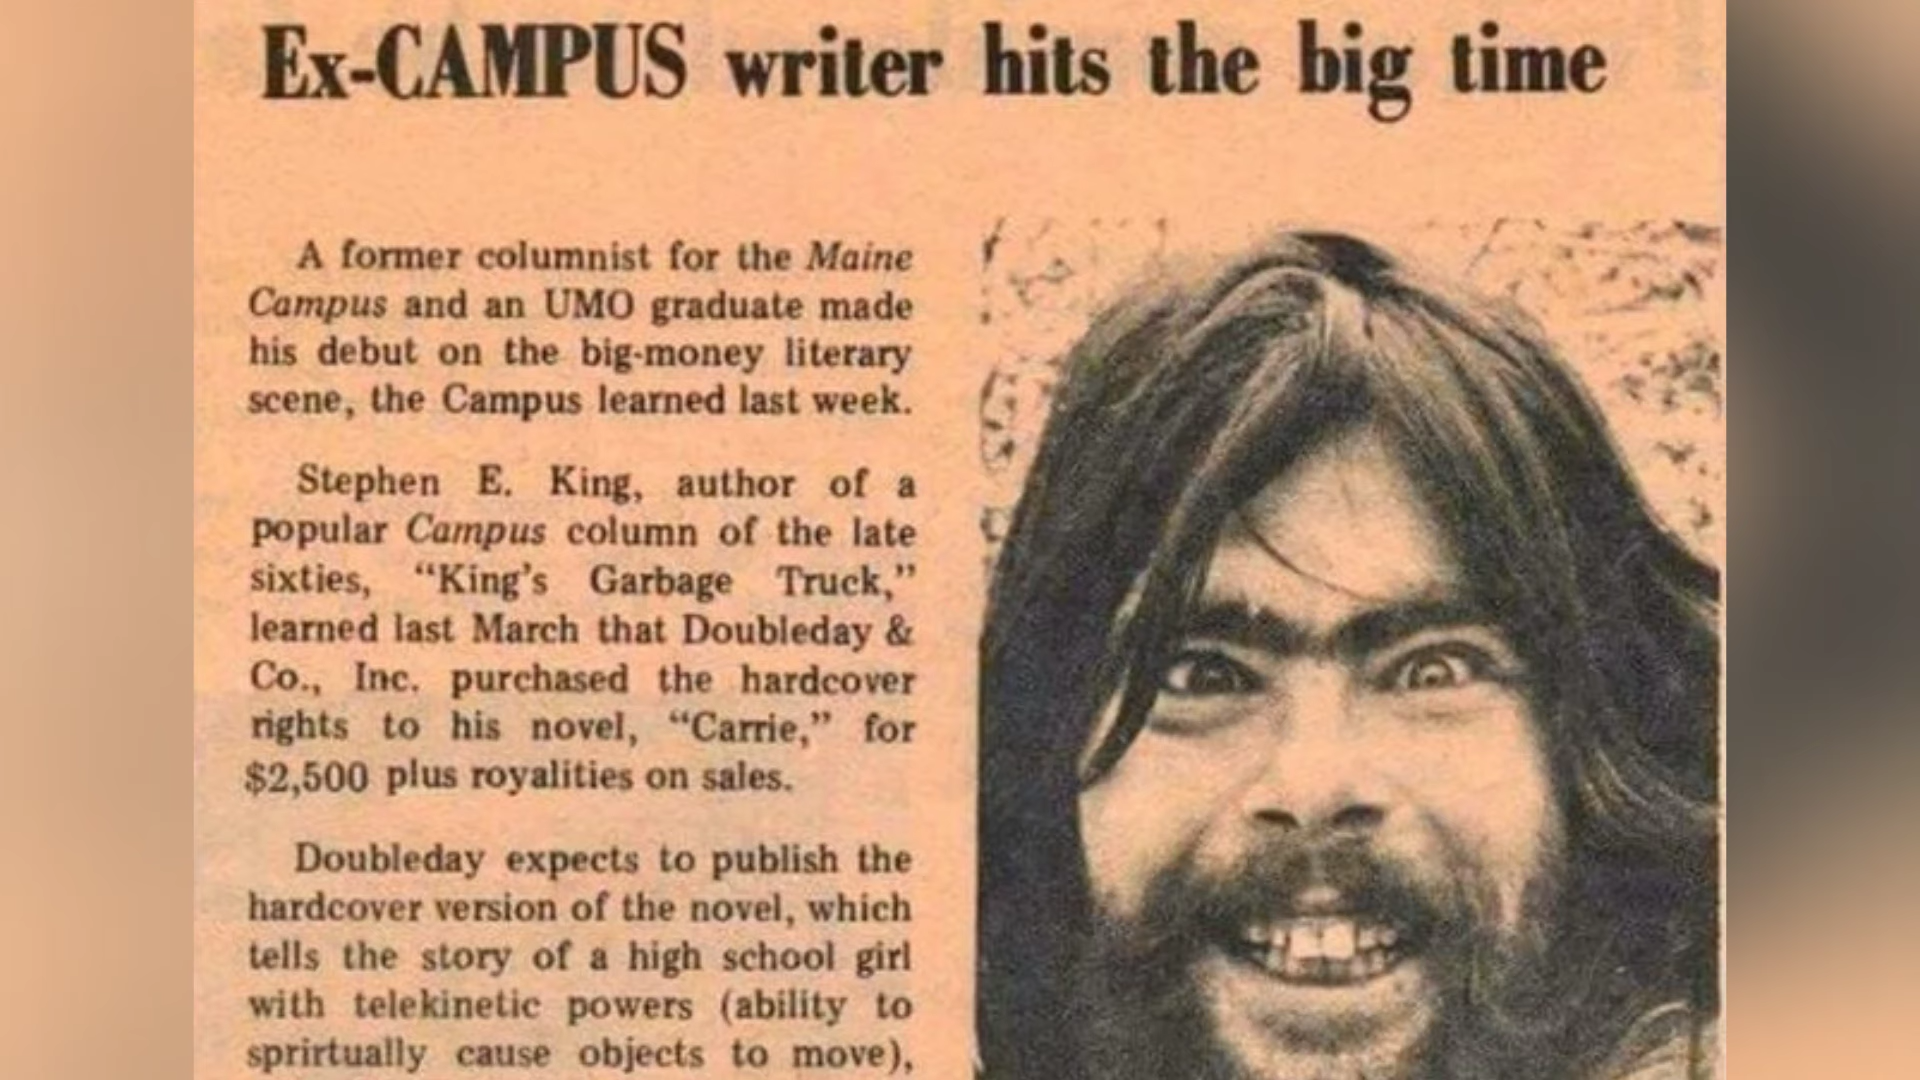 Ex-CAMPUS writer hits the big time
A former columnist for the Maine
Campus and an UMO graduate made
his debut on the big-money literary
scene, the Campus learned last week.
Stephen E. King, author of a
popular Campus column of the late
sixties, “King’s Garbage Truck,”
learned last March that Doubleday &
Co., Inc. purchased the hardcover
rights to his novel, “Carrie,” for
$2,500 plus royalities on sales.
Doubleday expects to publish the
hardcover version of the novel, which
tells the story of a high school girl
with telekinetic powers (ability to
sprirtually cause objects to move),